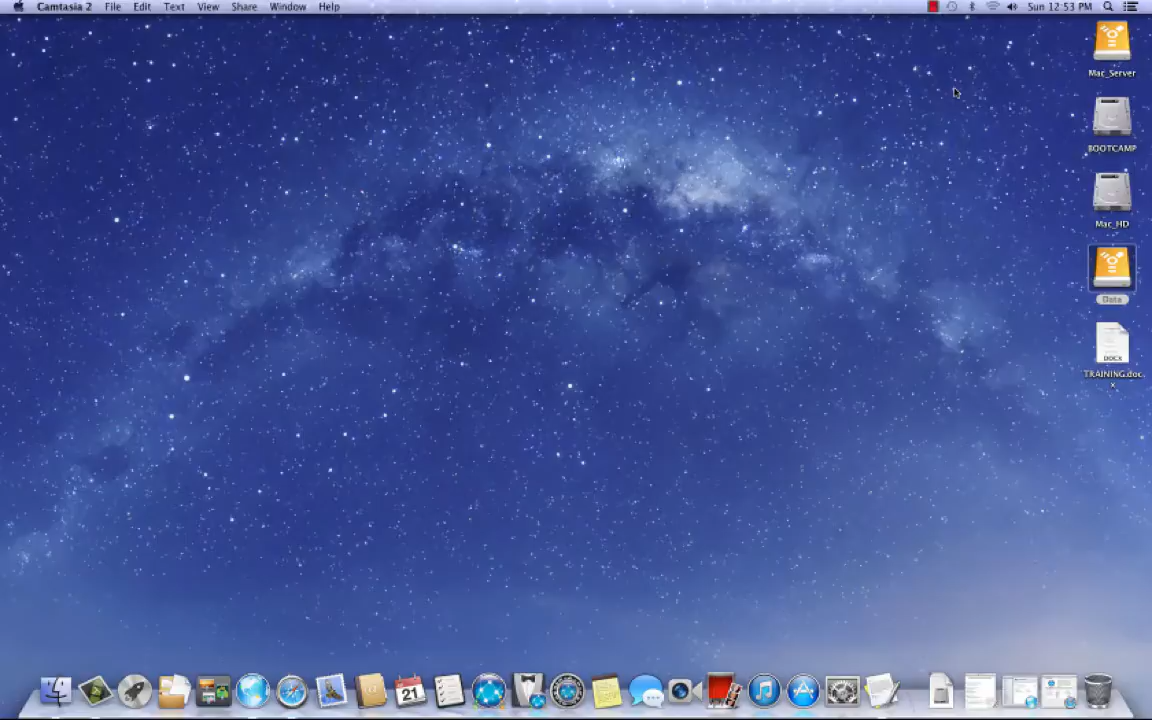 Camtasia 2 File Edit Text View Share Window Help Sun 12:53 PM
Mac_Server
BOOTCAMP
Mac_HD
Data
DOCX
TRAINING.doc
x
21